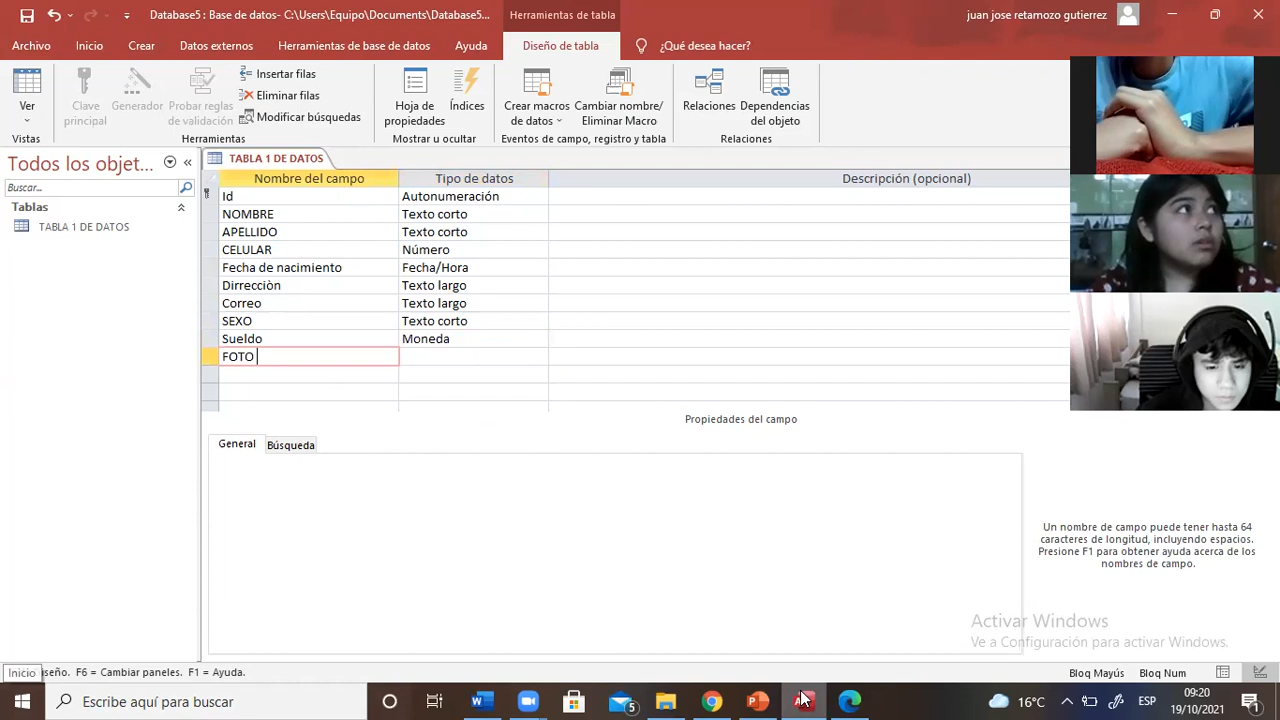 Database5 : Base de datos- C:\Users\Equipo\Documents\Database5...
Herramientas de tabla
juan jose retamozo gutierrez
Archivo
Inicio
Crear
Datos externos
Herramientas de base de datos
Ayuda
Diseño de tabla
¿Qué desea hacer?
Ver
Clave principal
Generador
Probar reglas de validación
Insertar filas
Eliminar filas
Modificar búsquedas
Hoja de propiedades
Índices
Crear macros de datos
Cambiar nombre/ Eliminar Macro
Relaciones
Dependencias del objeto
Vistas
Herramientas
Mostrar u ocultar
Eventos de campo, registro y tabla
Relaciones
Todos los objet...
Buscar...
Tablas
TABLA 1 DE DATOS
TABLA 1 DE DATOS
Nombre del campo Tipo de datos Descripción (opcional)
Id Autonumeración
NOMBRE Texto corto
APELLIDO Texto corto
CELULAR Número
Fecha de nacimiento Fecha/Hora
Dirrecciòn Texto largo
Correo Texto largo
SEXO Texto corto
Sueldo Moneda
FOTO
Propiedades del campo
General
Búsqueda
Un nombre de campo puede tener hasta 64
caracteres de longitud, incluyendo espacios.
Presione F1 para obtener ayuda acerca de los
nombres de campo.
Activar Windows
Ve a Configuración para activar Windows.
Inicio
diseño. F6 = Cambiar paneles. F1 = Ayuda.
Bloq Mayús
Bloq Num
Escribe aquí para buscar
5
16°C
ESP
09:20
19/10/2021
1